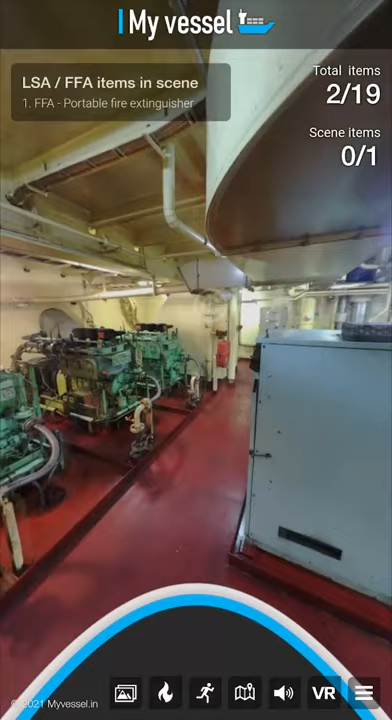 My vessel
LSA / FFA items in scene
1. FFA - Portable fire extinguisher
Total items
2/19
Scene items
0/1
VR
© 2021 Myvessel.in